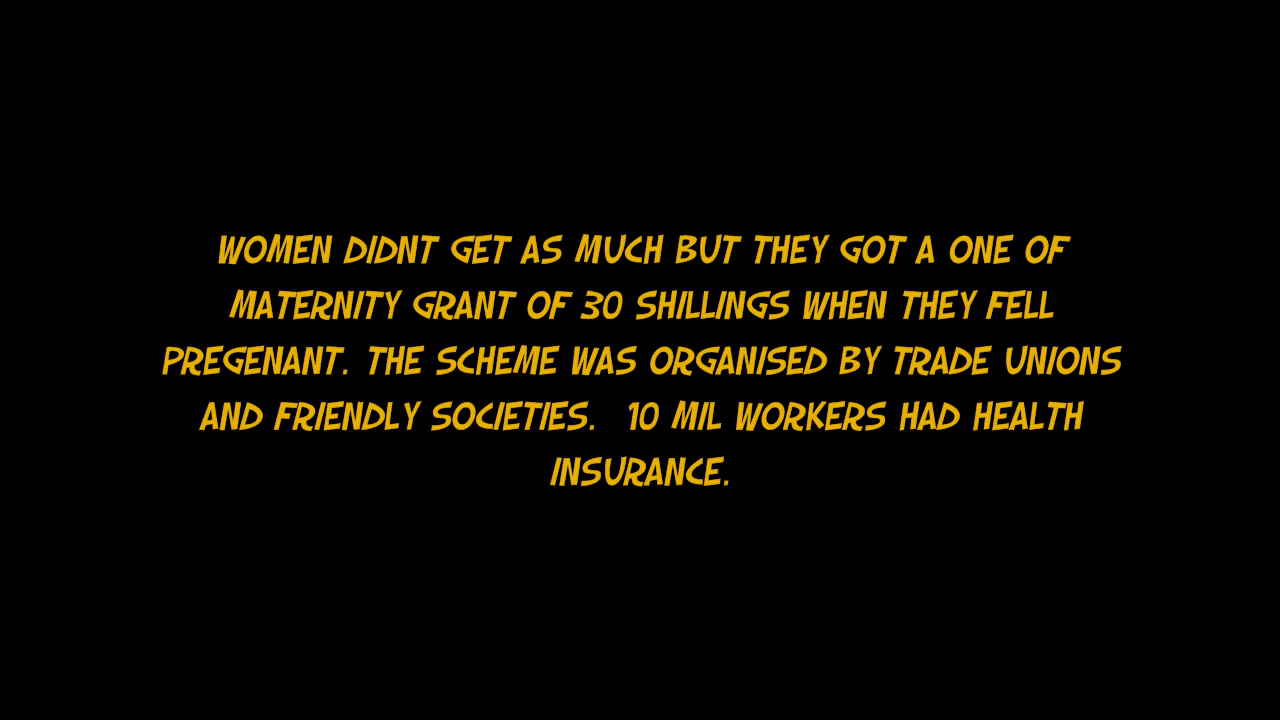 WOMEN DIDNT GET AS MUCH BUT THEY GOT A ONE OF
MATERNITY GRANT OF 30 SHILLINGS WHEN THEY FELL
PREGENANT. THE SCHEME WAS ORGANISED BY TRADE UNIONS
AND FRIENDLY SOCIETIES.  10 MIL WORKERS HAD HEALTH
INSURANCE.